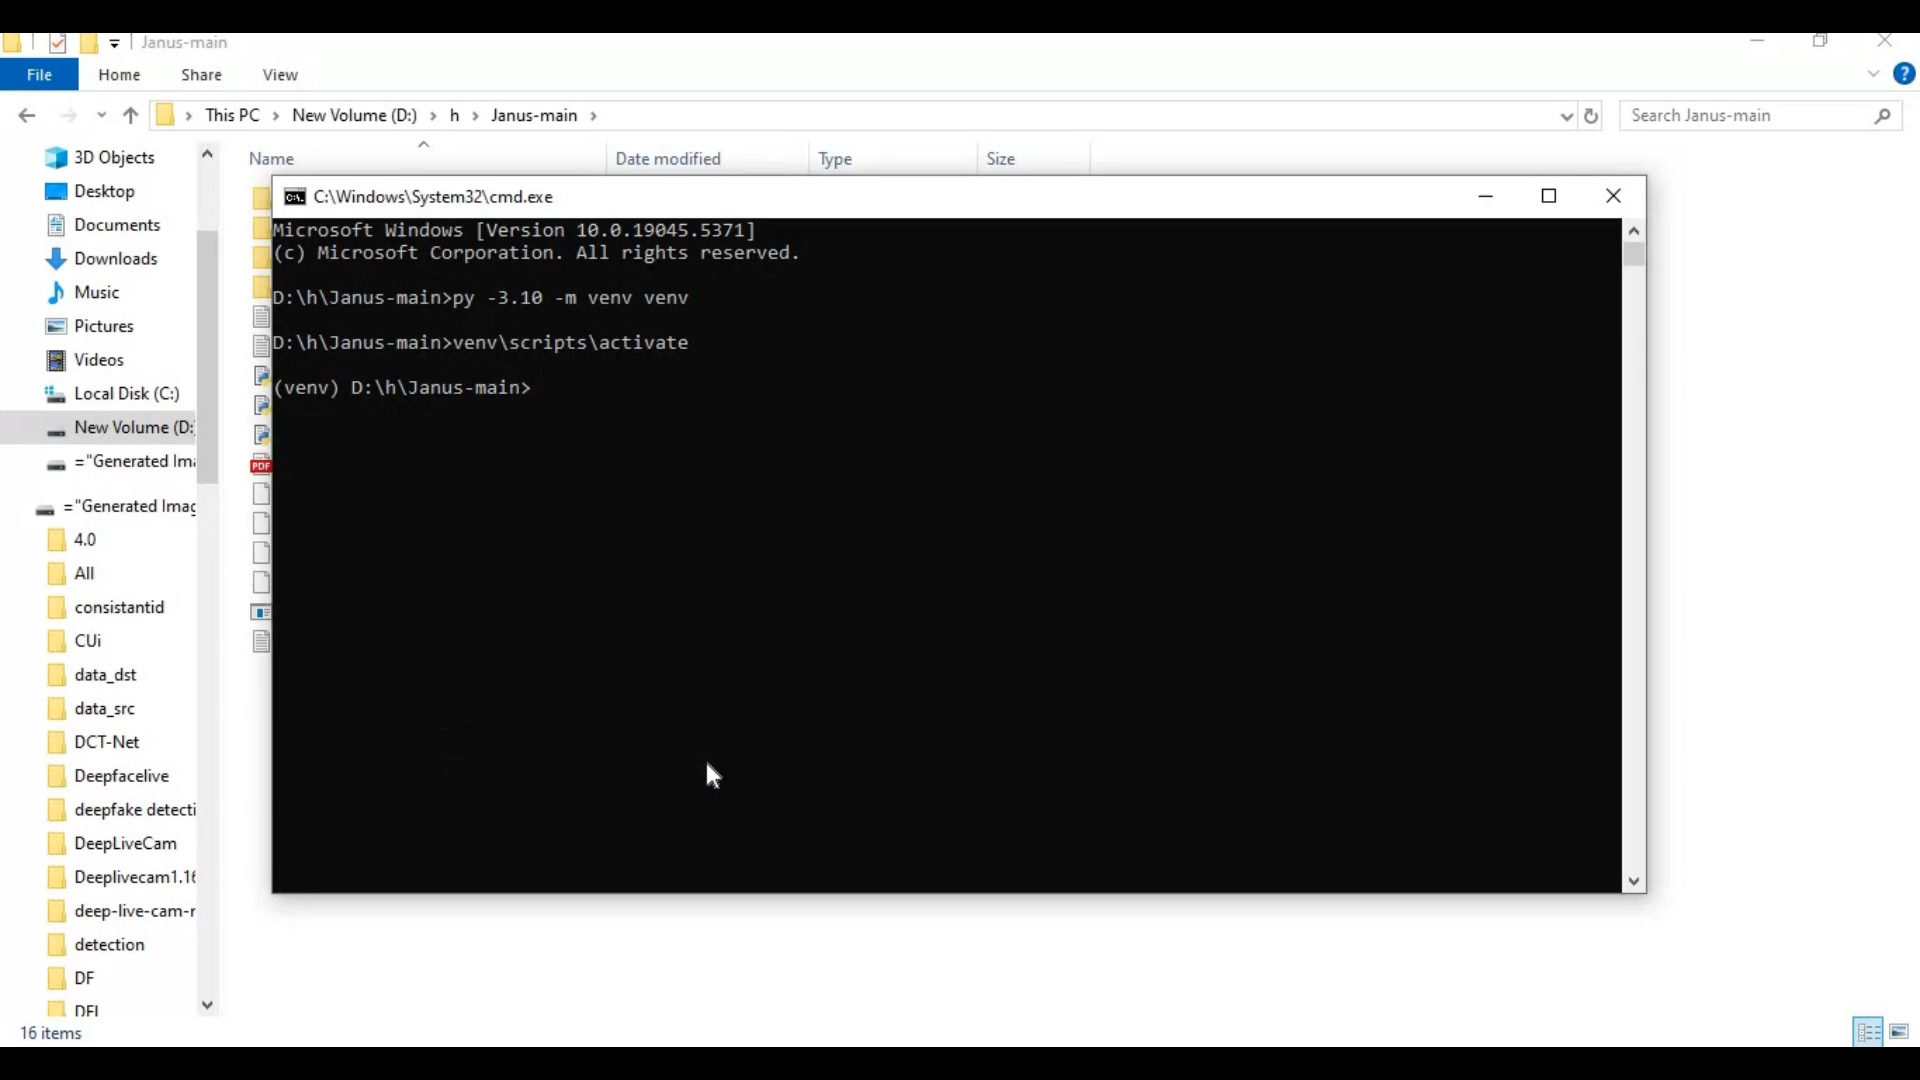 Janus-main
File Home Share View
This PC New Volume (D:) h Janus-main
Search Janus-main
Name Date modified Type Size
3D Objects
Desktop
Documents
Downloads
Music
Pictures
Videos
Local Disk (C:)
New Volume (D:
="Generated Ima
="Generated Imag
4.0
All
consistantid
CUi
data_dst
data_src
DCT-Net
Deepfacelive
deepfake detecti
DeepLiveCam
Deeplivecam1.16
deep-live-cam-r
detection
DF
DFL
PDF
C:\Windows\System32\cmd.exe
Microsoft Windows [Version 10.0.19045.5371]
(c) Microsoft Corporation. All rights reserved.
D:\h\Janus-main>py -3.10 -m venv venv
D:\h\Janus-main>venv\scripts\activate
(venv) D:\h\Janus-main>
16 items